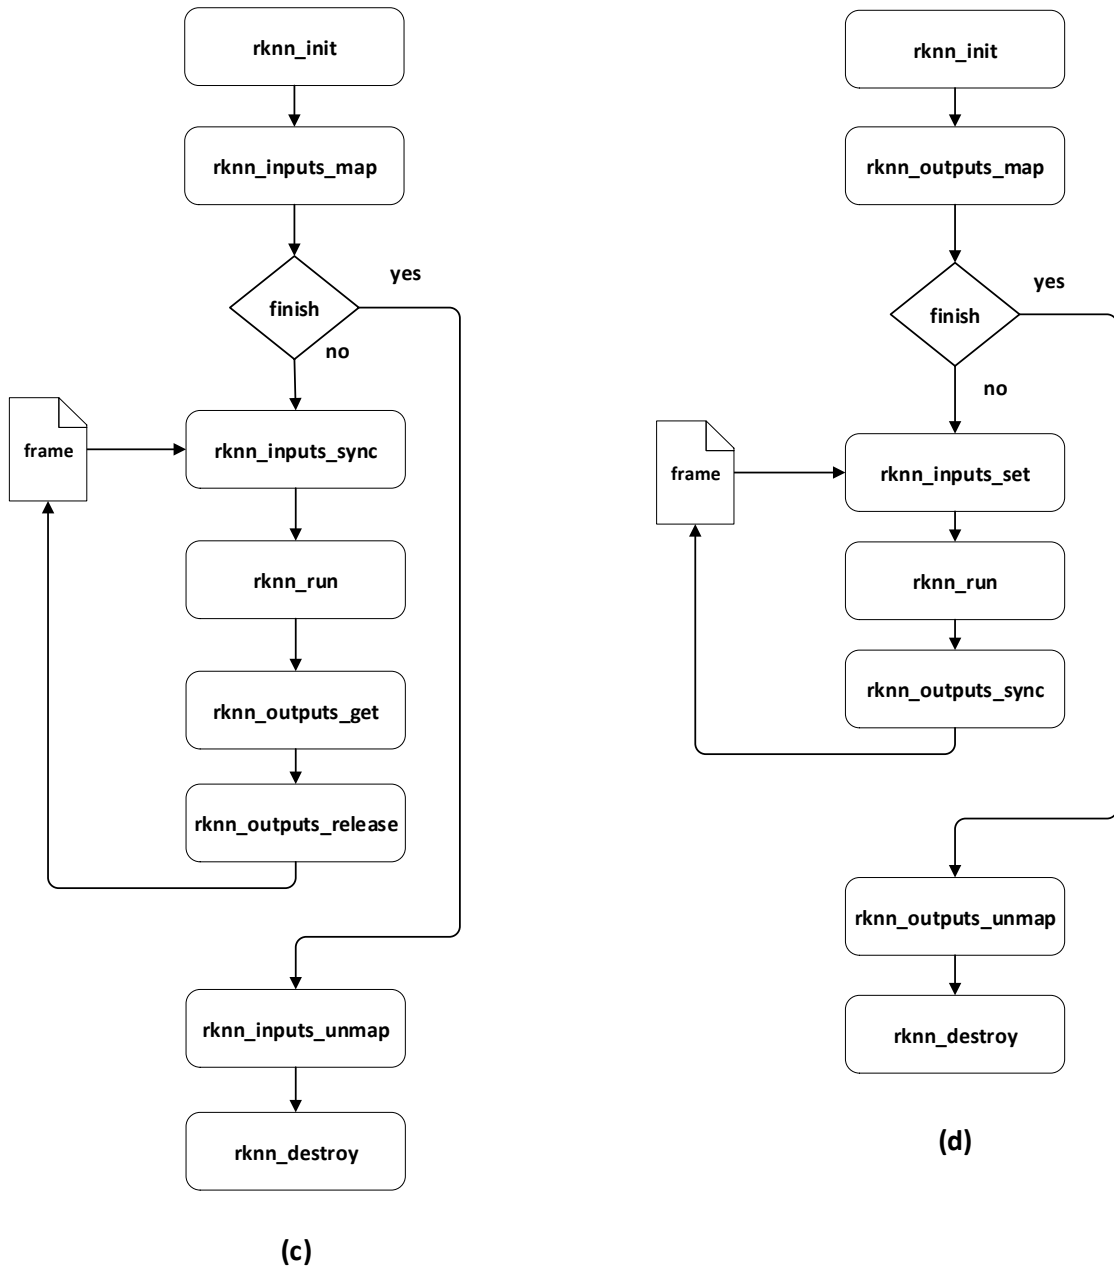 rknn_init
rknn_inputs_map
yes
finish
no
frame
rknn_inputs_sync
rknn_run
rknn_outputs_get
rknn_outputs_release
rknn_inputs_unmap
rknn_destroy
(c)
rknn_init
rknn_outputs_map
yes
finish
no
frame
rknn_inputs_set
rknn_run
rknn_outputs_sync
rknn_outputs_unmap
rknn_destroy
(d)